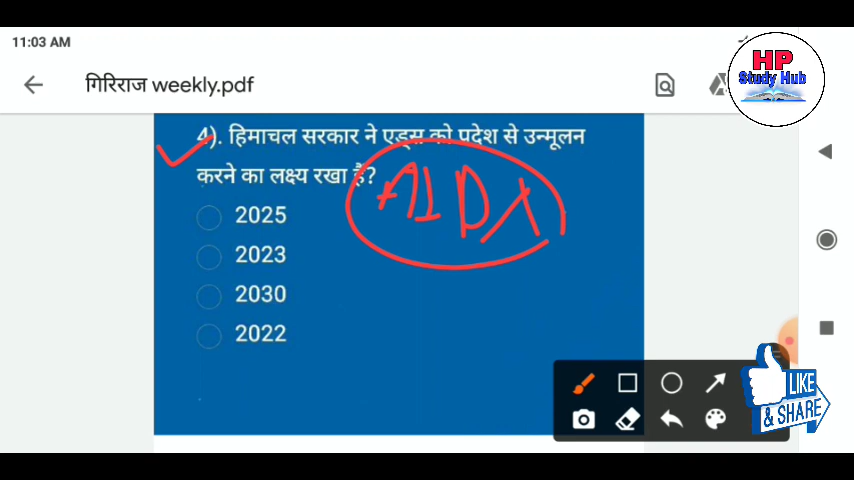 11:03 AM
गिरिराज weekly.pdf
HP
Study Hub
4). हिमाचल सरकार ने एड्स को प्रदेश से उन्मूलन
करने का लक्ष्य रखा है?
2025
2023
2030
2022
LIKE
& SHARE